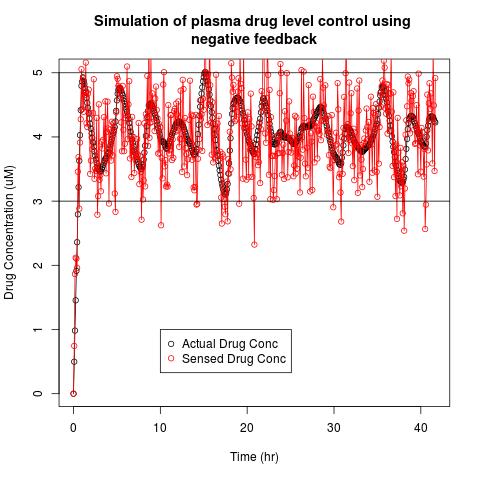 Simulation of plasma drug level control using
negative feedback
Drug Concentration (uM)
5
4
3
2
1
0
Actual Drug Conc
Sensed Drug Conc
0 10 20 30 40
Time (hr)